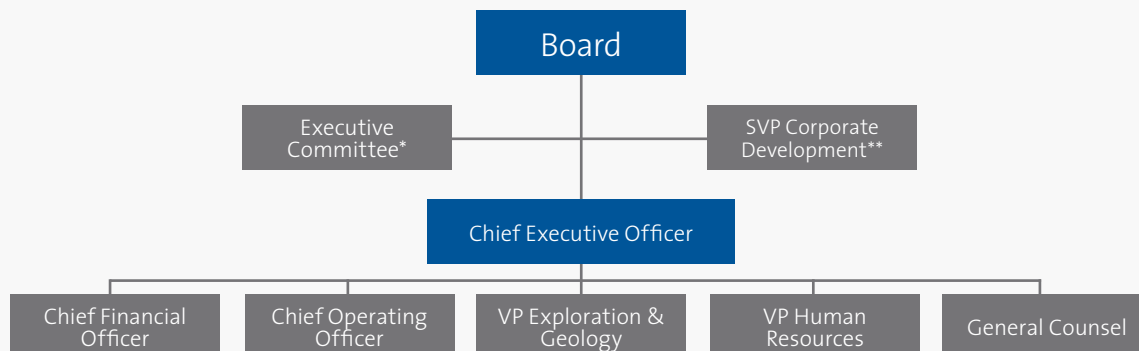 Board
Executive
Committee*
SVP Corporate
Development**
Chief Executive Officer
Chief Financial
Officer
Chief Operating
Officer
VP Exploration &
Geology
VP Human
Resources
General Counsel